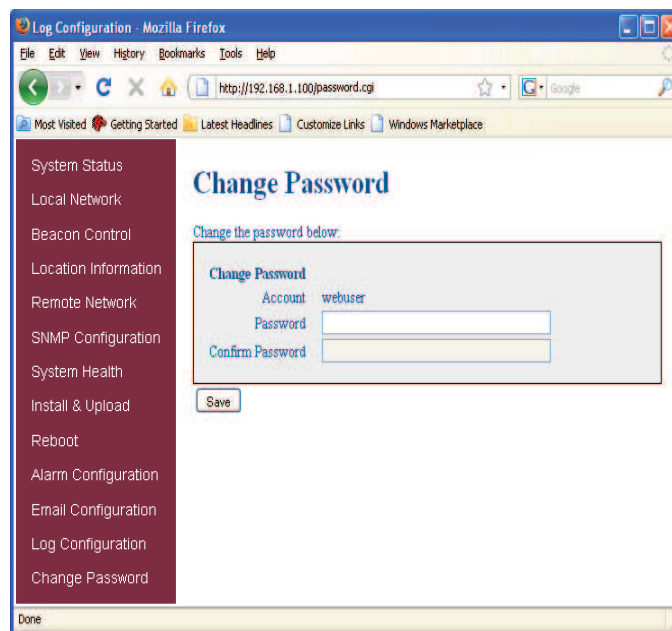 Log Configuration - Mozilla Firefox
File Edit View History Bookmarks Tools Help
http://192.168.1.100/password.cgi
G Google
Most Visited Getting Started Latest Headlines Customize Links Windows Marketplace
System Status
Local Network
Beacon Control
Location Information
Remote Network
SNMP Configuration
System Health
Install & Upload
Reboot
Alarm Configuration
Email Configuration
Log Configuration
Change Password
Change Password
Change the password below:
Change Password
Account webuser
Password
Confirm Password
Save
Done